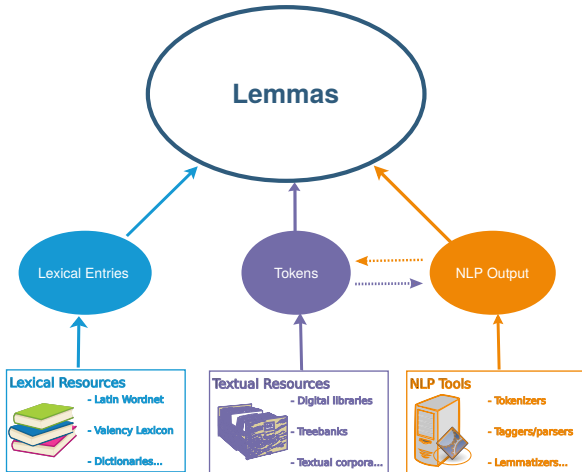 Lemmas
Lexical Entries
Tokens
NLP Output
Lexical Resources
- Latin Wordnet
- Valency Lexicon
- Dictionaries...
Textual Resources
- Digital libraries
- Treebanks
- Textual corpora...
NLP Tools
- Tokenizers
- Taggers/parsers
- Lemmatizers...